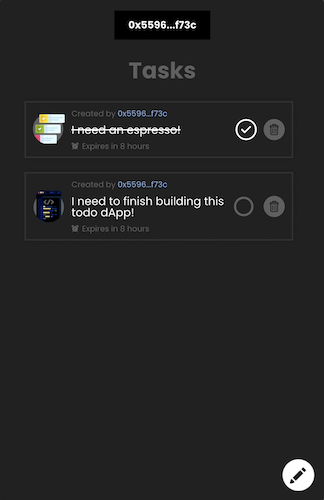 0x5596...f73c
Tasks
Created by 0x5596...f73c
I need an espresso!
Expires in 8 hours
Created by 0x5596...f73c
I need to finish building this
todo dApp!
Expires in 8 hours